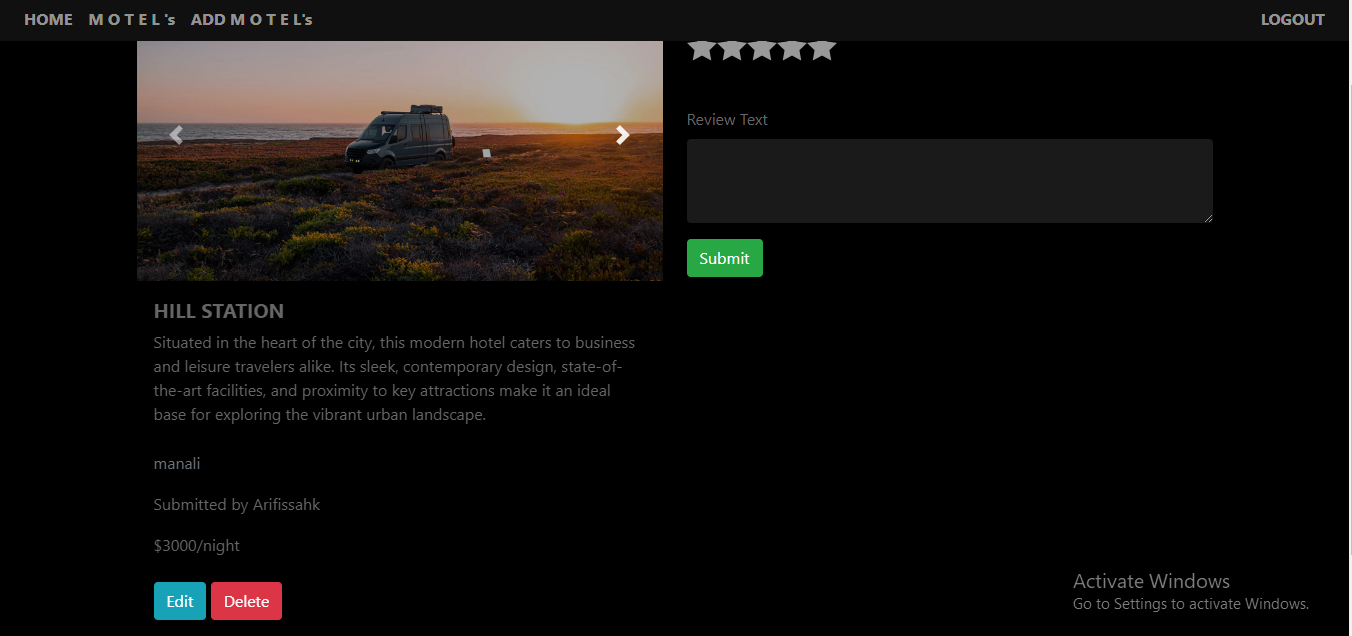 HOME M O T E L 's ADD M O T E L's LOGOUT
Review Text
Submit
HILL STATION
Situated in the heart of the city, this modern hotel caters to business
and leisure travelers alike. Its sleek, contemporary design, state-of-
the-art facilities, and proximity to key attractions make it an ideal
base for exploring the vibrant urban landscape.
manali
Submitted by Arifissahk
$3000/night
Edit Delete
Activate Windows
Go to Settings to activate Windows.